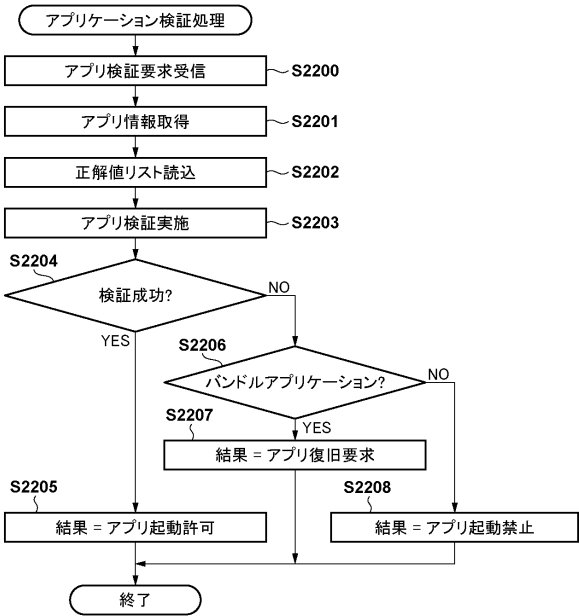 アプリケーション検証処理
アプリ検証要求受信
S2200
アプリ情報取得
S2201
正解値リスト読込
S2202
アプリ検証実施
S2203
S2204
検証成功?
NO
YES
S2206
バンドルアプリケーション?
NO
YES
S2207
結果 = アプリ復旧要求
S2205
結果 = アプリ起動許可
S2208
結果 = アプリ起動禁止
終了